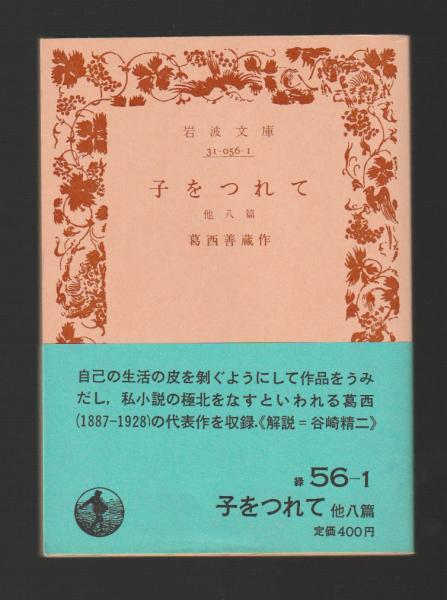 岩波文庫
31-056-1
子をつれて
他八篇
葛西善蔵作
自己の生活の皮を剝ぐようにして作品をうみ
だし，私小説の極北をなすといわれる葛西
(1887-1928)の代表作を収録.《解説＝谷崎精二》
緑 56-1
子をつれて 他八篇
定価400円